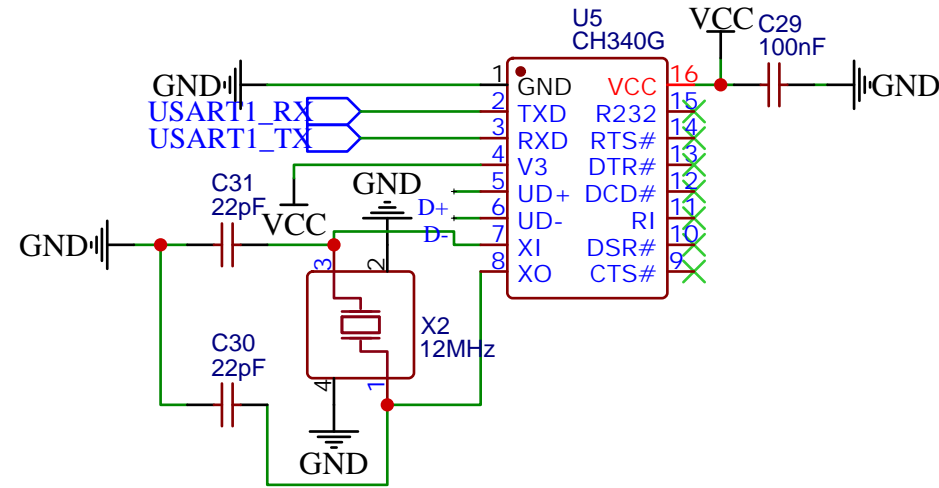 U5
CH340G
VCC
C29
100nF
GND
1
GND
VCC
16
GND
USART1_RX
2
TXD
R232
15
USART1_TX
3
RXD
RTS#
14
4
V3
DTR#
13
C31
22pF
GND
VCC
D+
5
UD+
DCD#
12
D-
6
UD-
RI
11
GND
7
XI
DSR#
10
3
2
8
XO
CTS#
9
X2
12MHz
C30
22pF
4
1
GND